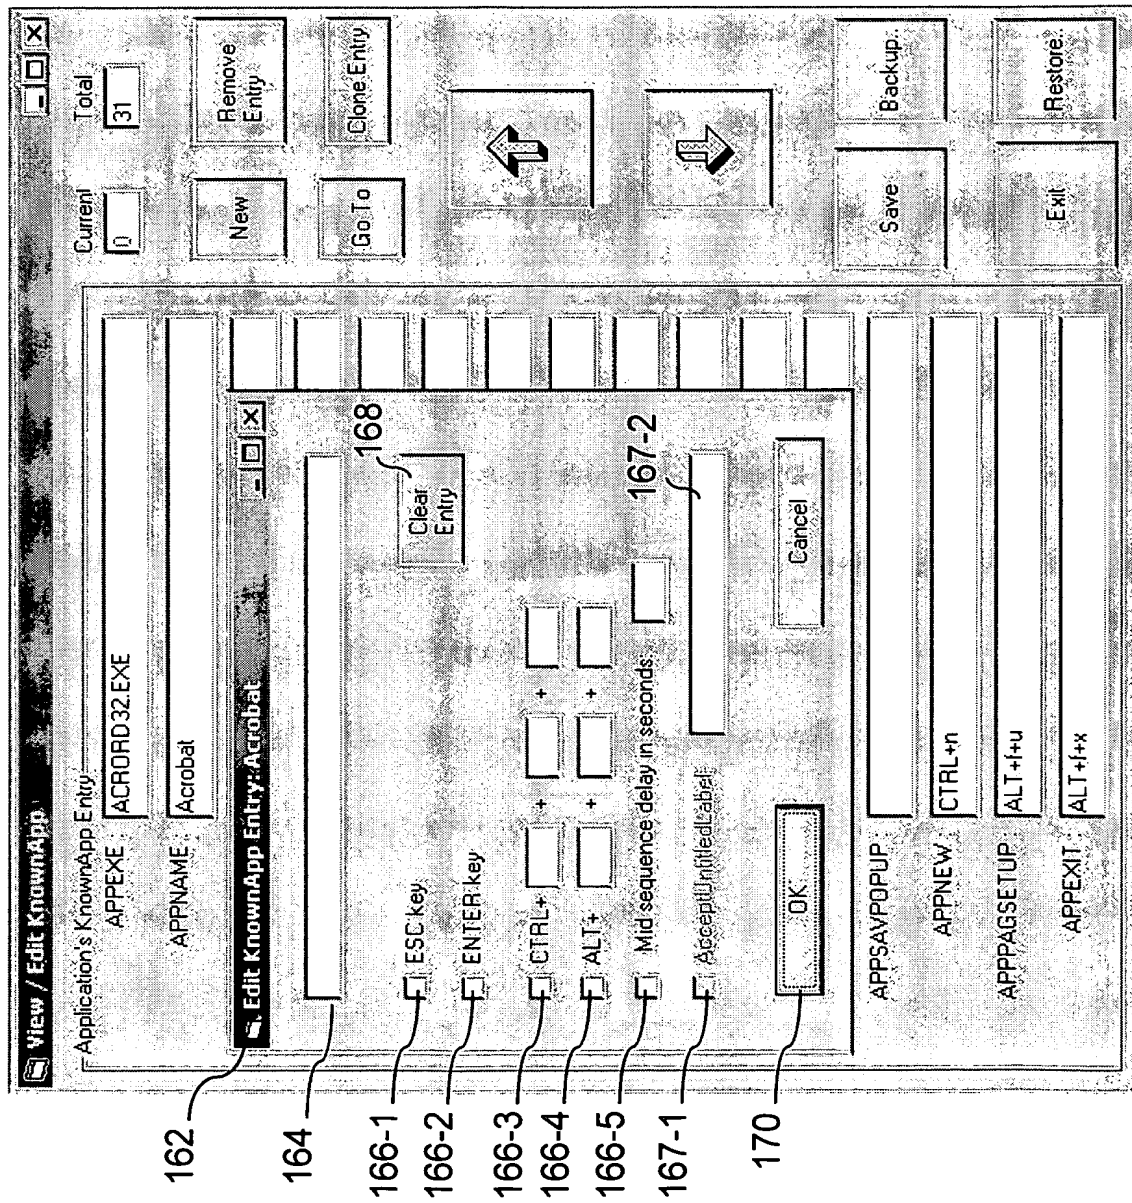 View / Edit KnownApp
Application's KnownApp Entry
APPEXE
ACRORD32.EXE
APPNAME
Acrobat
Edit KnownApp Entry: Acrobat
ESC key
ENTER key
CTRL+
+
+
ALT+
+
+
Mid sequence delay in seconds:
AcceptUntitledLabel:
Clear
Entry
OK
Cancel
APPSAVPOPUP
APPNEW
CTRL+n
APPPAGSETUP
ALT+f+u
APPEXIT
ALT+f+x
Current
0
Total
31
New
Remove
Entry
Go To
Clone Entry
Save
Backup..
Exit
Restore..
162
164
166-1
166-2
166-3
166-4
166-5
167-1
170
168
167-2